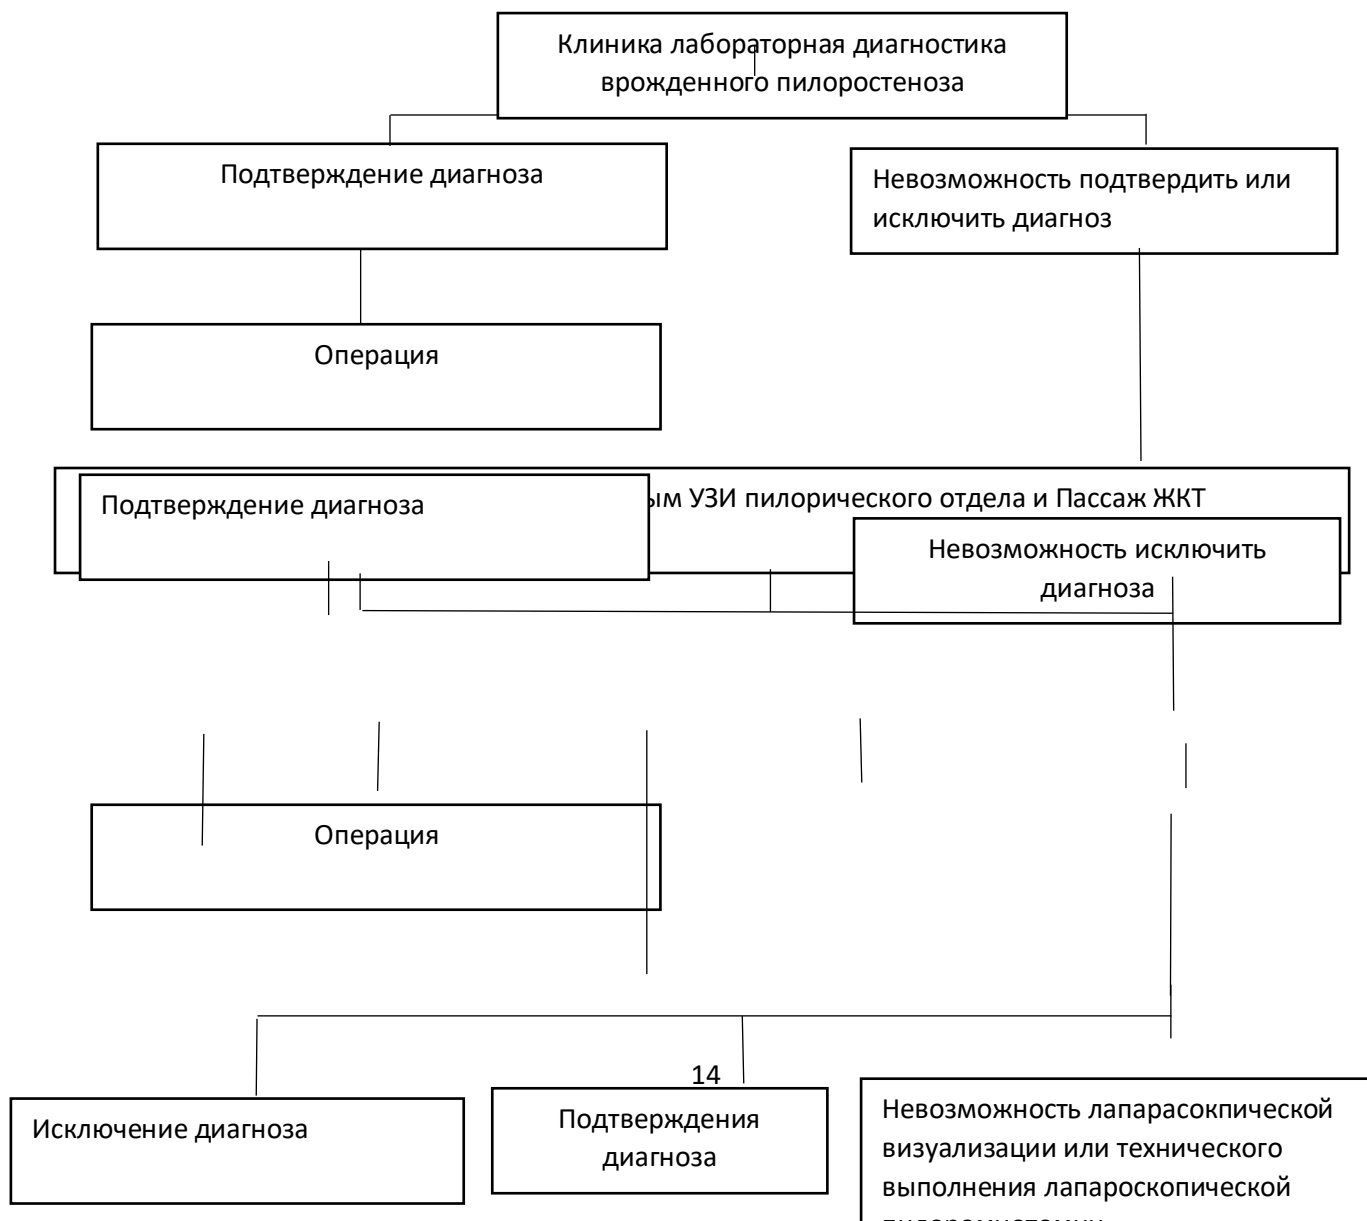 Клиника лабораторная диагностика
врожденного пилоростеноза
Подтверждение диагноза
Невозможность подтвердить или
исключить диагноз
Операция
Подтверждение диагноза
УЗИ пилорического отдела и Пассаж ЖКТ
Невозможность исключить
диагноза
Операция
14
Исключение диагноза
Подтверждения
диагноза
Невозможность лапарасокпической
визуализации или технического
выполнения лапароскопической